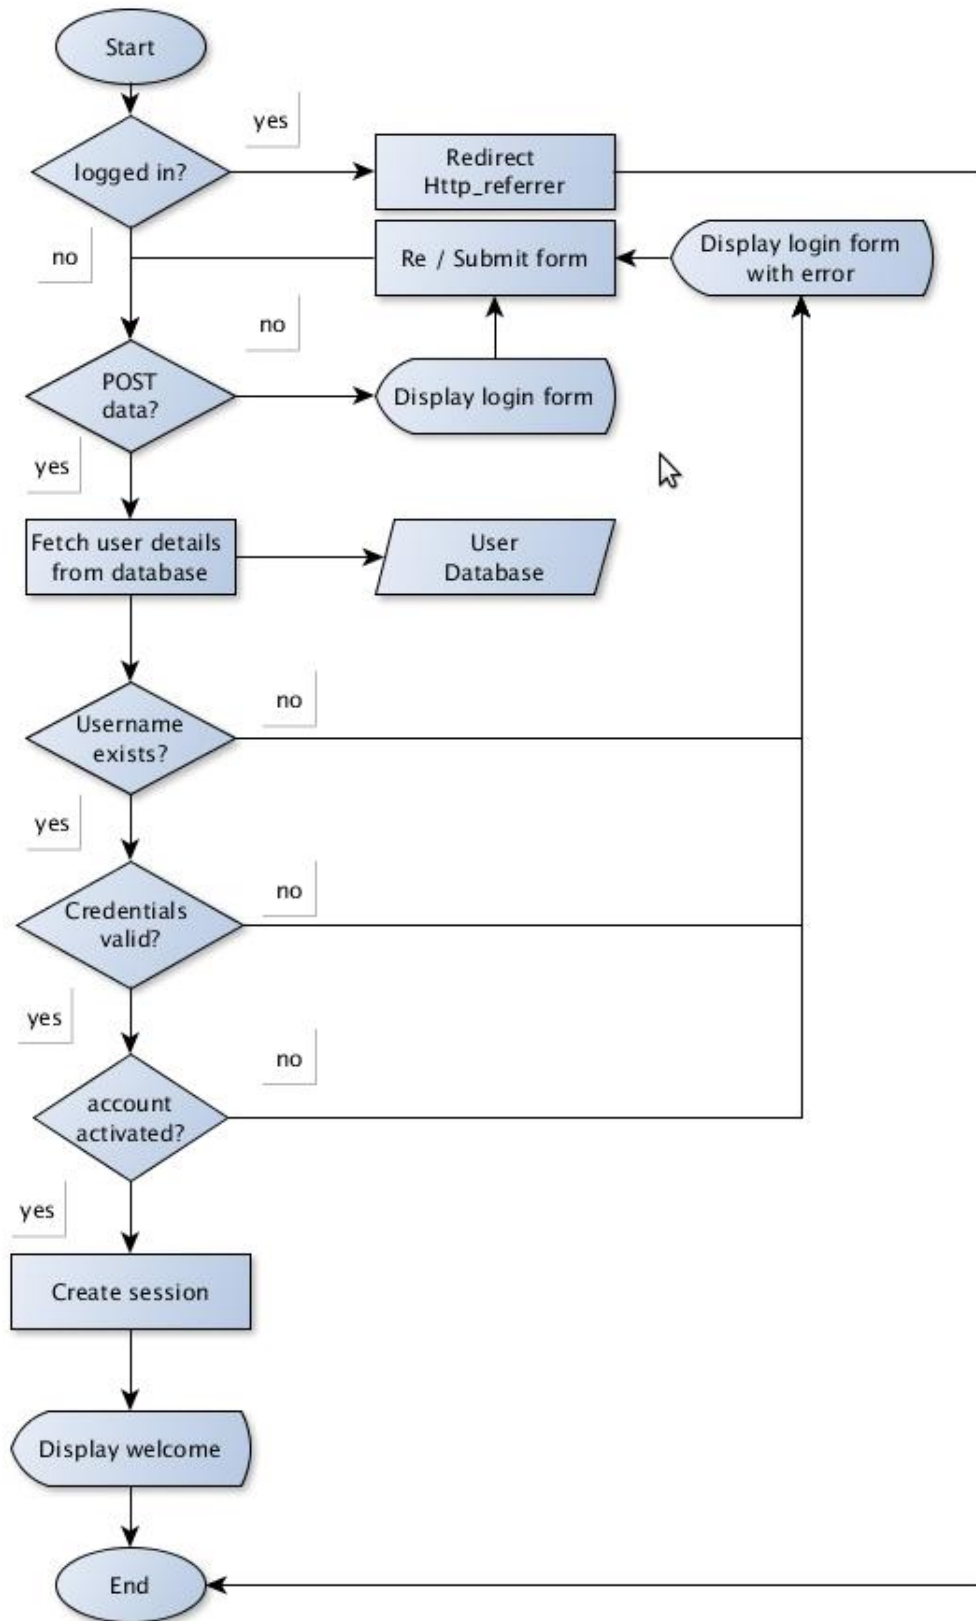 Start
yes
logged in?
Redirect
Http_referrer
no
Re / Submit form
Display login form
with error
no
POST
data?
Display login form
yes
Fetch user details
from database
User
Database
no
Username
exists?
yes
no
Credentials
valid?
yes
no
account
activated?
yes
Create session
Display welcome
End